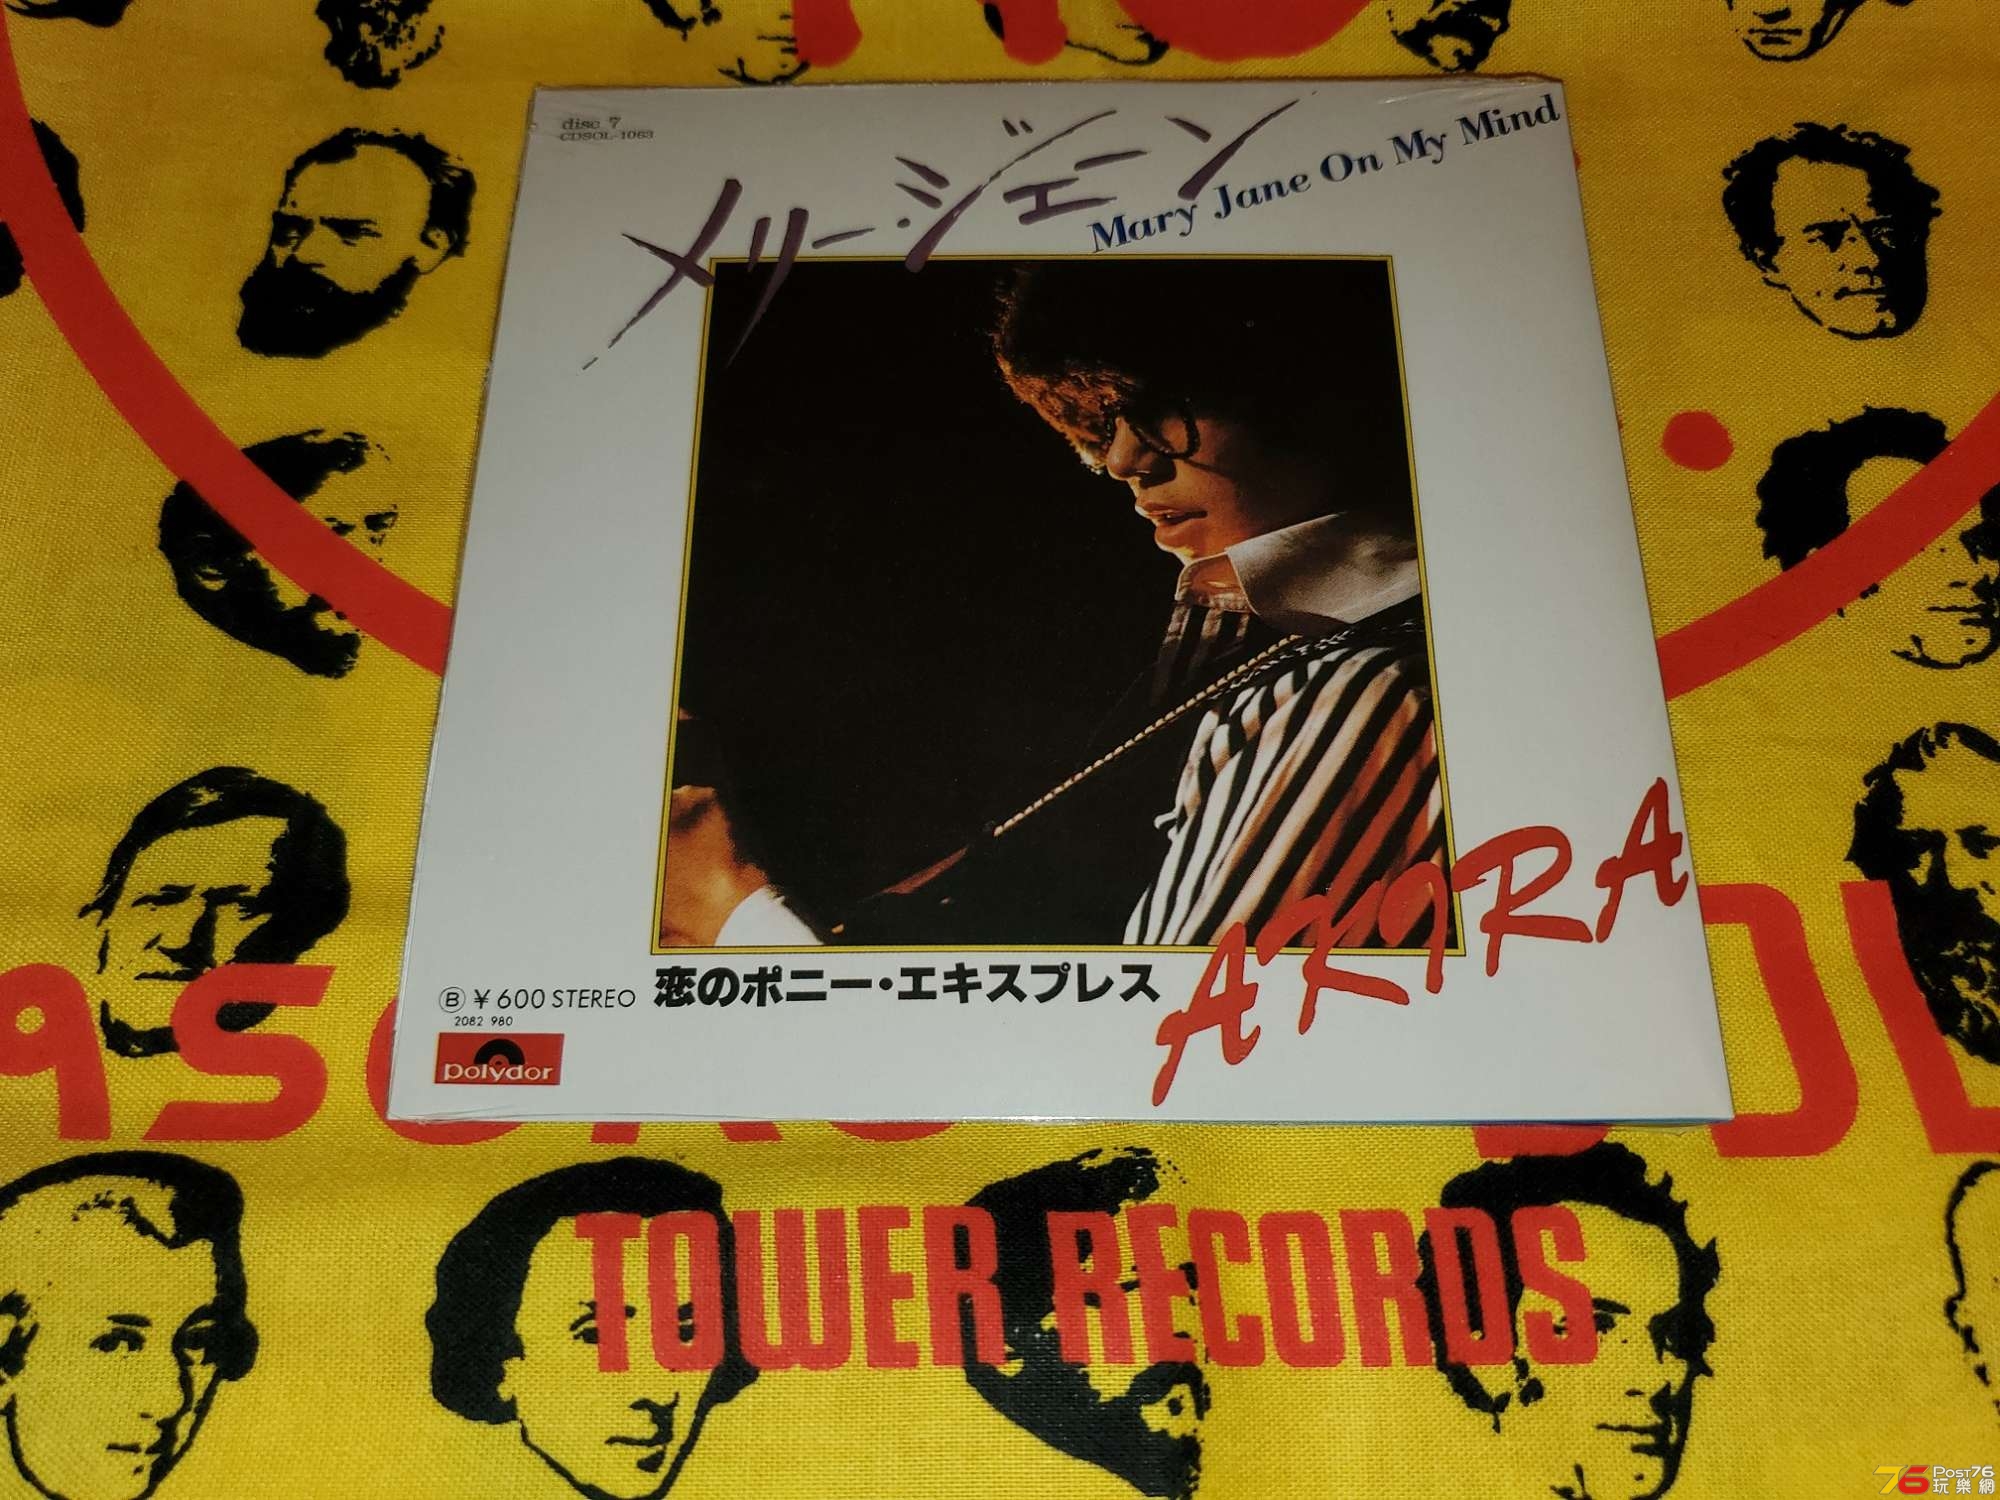 disc 7
CDSOL-1063
メリー・ジェーン
Mary Jane On My Mind
AKIRA
恋のポニー・エキスプレス
Ⓑ ¥600 STEREO
2082 980
polydor
TOWER RECORDS
76 POST76
玩樂網